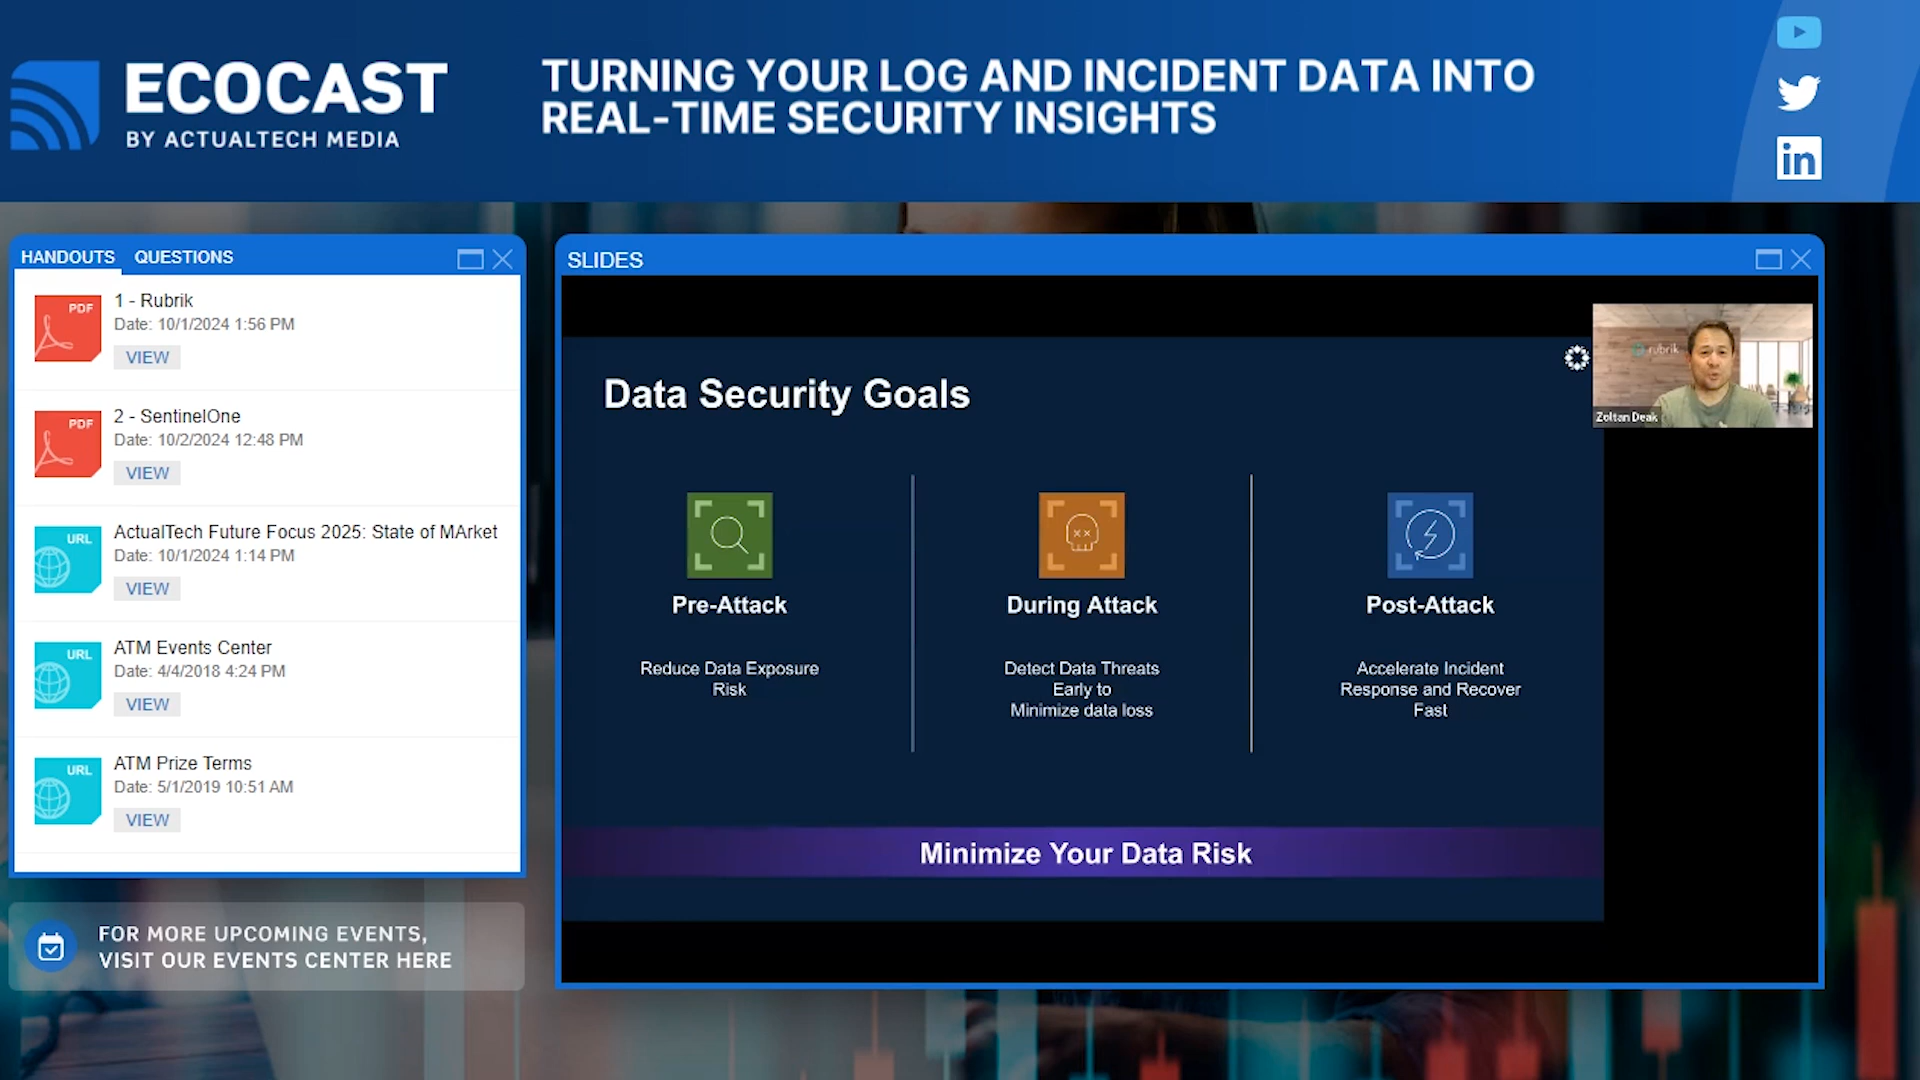 ECOCAST
BY ACTUALTECH MEDIA
TURNING YOUR LOG AND INCIDENT DATA INTO
REAL-TIME SECURITY INSIGHTS
in
HANDOUTS QUESTIONS
PDF
1 - Rubrik
Date: 10/1/2024 1:56 PM
VIEW
PDF
2 - SentinelOne
Date: 10/2/2024 12:48 PM
VIEW
URL
ActualTech Future Focus 2025: State of MArket
Date: 10/1/2024 1:14 PM
VIEW
URL
ATM Events Center
Date: 4/4/2018 4:24 PM
VIEW
URL
ATM Prize Terms
Date: 5/1/2019 10:51 AM
VIEW
FOR MORE UPCOMING EVENTS,
VISIT OUR EVENTS CENTER HERE
SLIDES
rubrik
Zoltan Deak
Data Security Goals
Pre-Attack
Reduce Data Exposure
Risk
During Attack
Detect Data Threats
Early to
Minimize data loss
Post-Attack
Accelerate Incident
Response and Recover
Fast
Minimize Your Data Risk